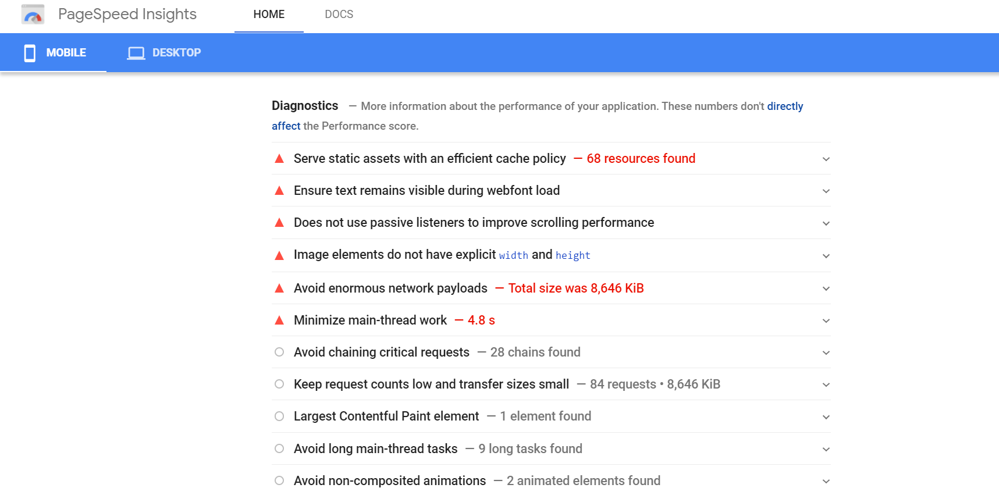 PageSpeed Insights HOME DOCS
MOBILE DESKTOP
Diagnostics — More information about the performance of your application. These numbers don't directly
affect the Performance score.
Serve static assets with an efficient cache policy — 68 resources found
Ensure text remains visible during webfont load
Does not use passive listeners to improve scrolling performance
Image elements do not have explicit width and height
Avoid enormous network payloads — Total size was 8,646 KiB
Minimize main-thread work — 4.8 s
Avoid chaining critical requests — 28 chains found
Keep request counts low and transfer sizes small — 84 requests • 8,646 KiB
Largest Contentful Paint element — 1 element found
Avoid long main-thread tasks — 9 long tasks found
Avoid non-composited animations — 2 animated elements found